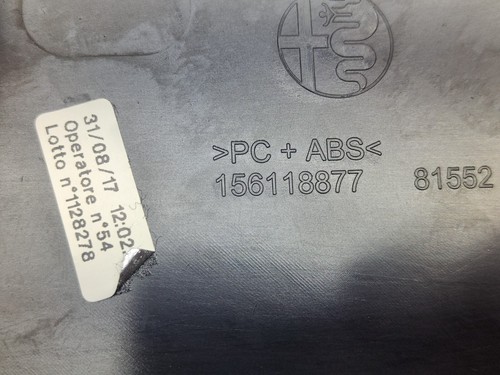 31/08/17 12:02
Operatore n°54
Lotto n°1128278
>PC + ABS<
156118877 81552